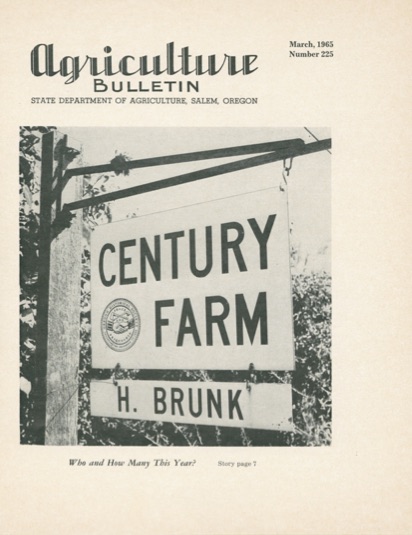 March, 1965
Number 225
Agriculture
BULLETIN
STATE DEPARTMENT OF AGRICULTURE, SALEM, OREGON
CENTURY
FARM
H. BRUNK
Who and How Many This Year? Story page 7